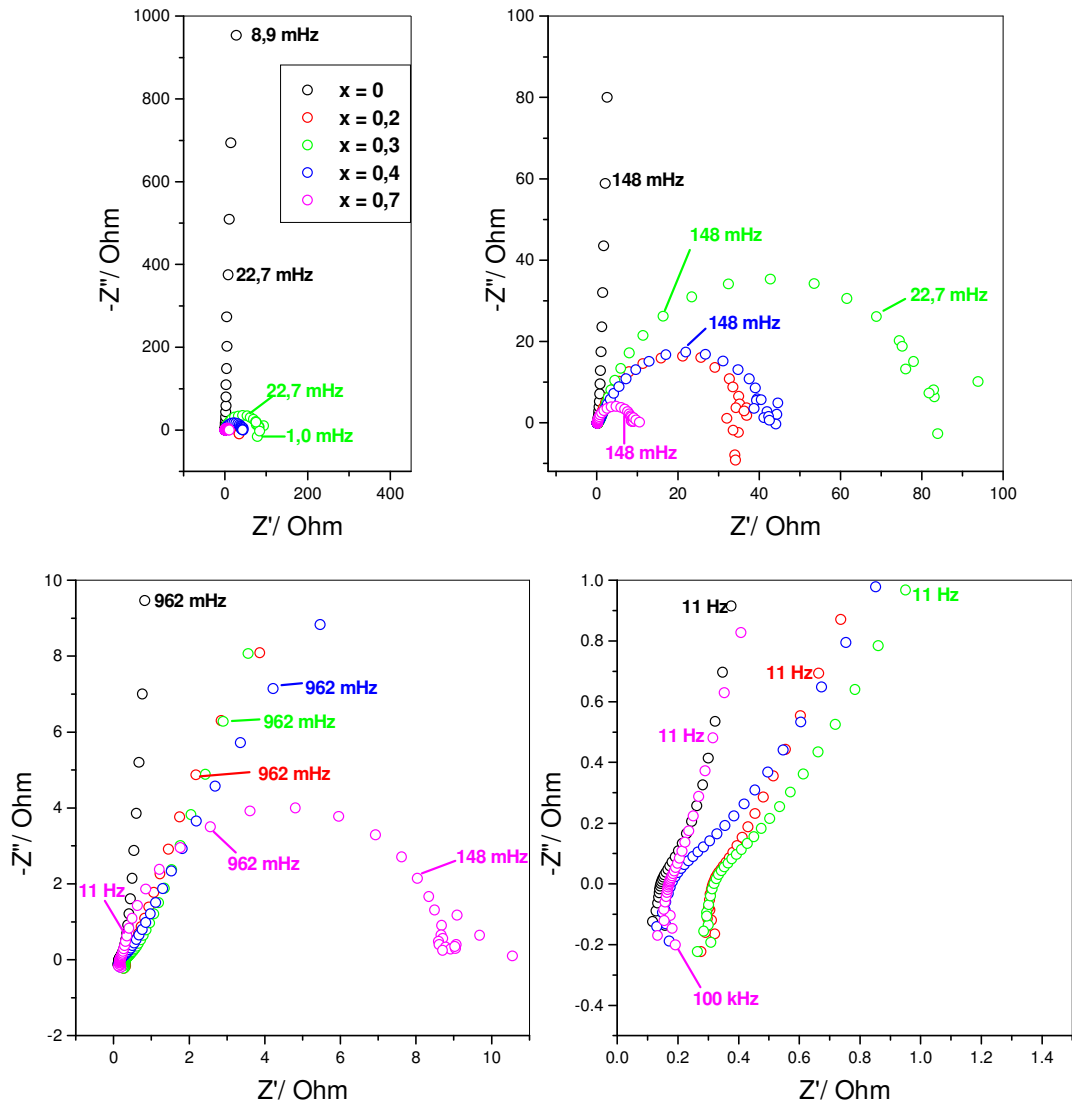 1000
800
600
400
200
0
-Z''/ Ohm
8,9 mHz
x = 0
x = 0,2
x = 0,3
x = 0,4
x = 0,7
22,7 mHz
22,7 mHz
1,0 mHz
0 200 400
Z'/ Ohm
100
80
60
40
20
0
-Z''/ Ohm
148 mHz
148 mHz
22,7 mHz
148 mHz
148 mHz
0 20 40 60 80 100
Z'/ Ohm
10
8
6
4
2
0
-2
-Z''/ Ohm
962 mHz
962 mHz
962 mHz
962 mHz
962 mHz
148 mHz
11 Hz
0 2 4 6 8 10
Z'/ Ohm
1.0
0.8
0.6
0.4
0.2
0.0
-0.2
-0.4
-Z''/ Ohm
11 Hz
11 Hz
11 Hz
11 Hz
100 kHz
0.0 0.2 0.4 0.6 0.8 1.0 1.2 1.4
Z'/ Ohm